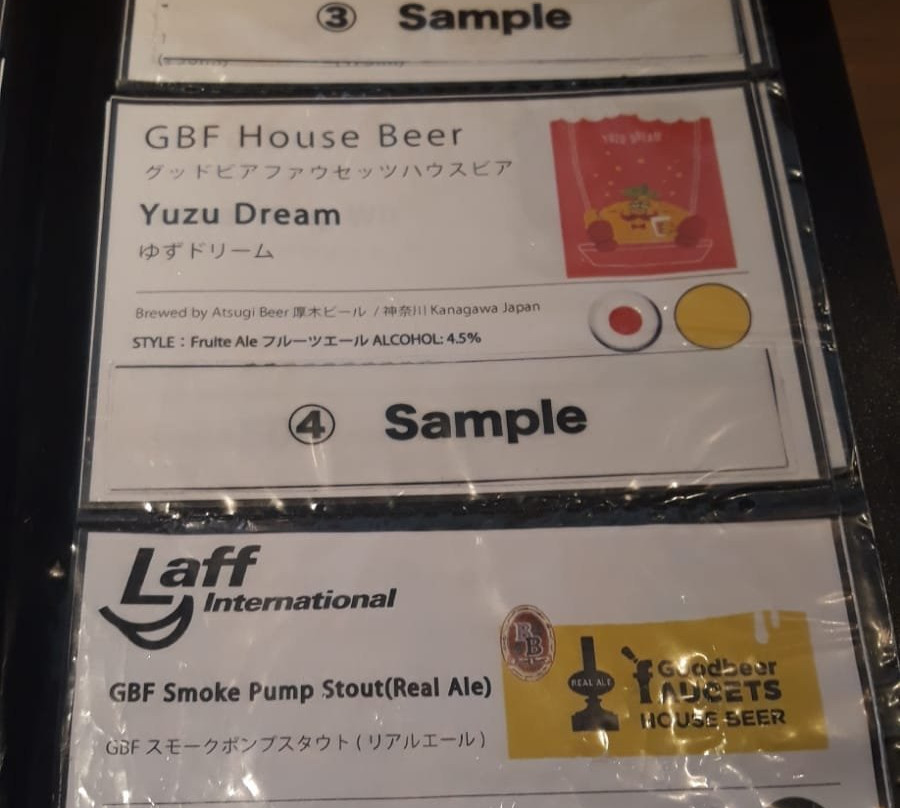 ③ Sample
GBF House Beer
グッドビアファウセッツハウスビア
Yuzu Dream
ゆずドリーム
Brewed by Atsugi Beer 厚木ビール / 神奈川 Kanagawa Japan
STYLE：Fruite Ale フルーツエール ALCOHOL: 4.5%
④ Sample
Laff
International
GBF Smoke Pump Stout(Real Ale)
GBF スモークポンプスタウト ( リアルエール )
BB
REAL ALE
Goodbeer
FAUCETS
HOUSE BEER